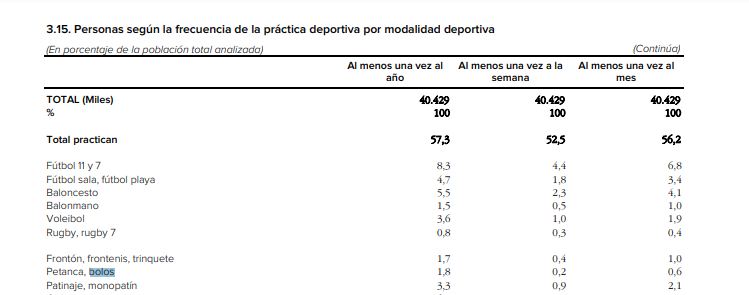 3.15. Personas según la frecuencia de la práctica deportiva por modalidad deportiva
(En porcentaje de la población total analizada) (Continúa)
Al menos una vez al año Al menos una vez a la semana Al menos una vez al mes
TOTAL (Miles) 40.429 40.429 40.429
% 100 100 100
Total practican 57,3 52,5 56,2
Fútbol 11 y 7 8,3 4,4 6,8
Fútbol sala, fútbol playa 4,7 1,8 3,4
Baloncesto 5,5 2,3 4,1
Balonmano 1,5 0,5 1,0
Voleibol 3,6 1,0 1,9
Rugby, rugby 7 0,8 0,3 0,4
Frontón, frontenis, trinquete 1,7 0,4 1,0
Petanca, bolos 1,8 0,2 0,6
Patinaje, monopatín 3,3 0,9 2,1